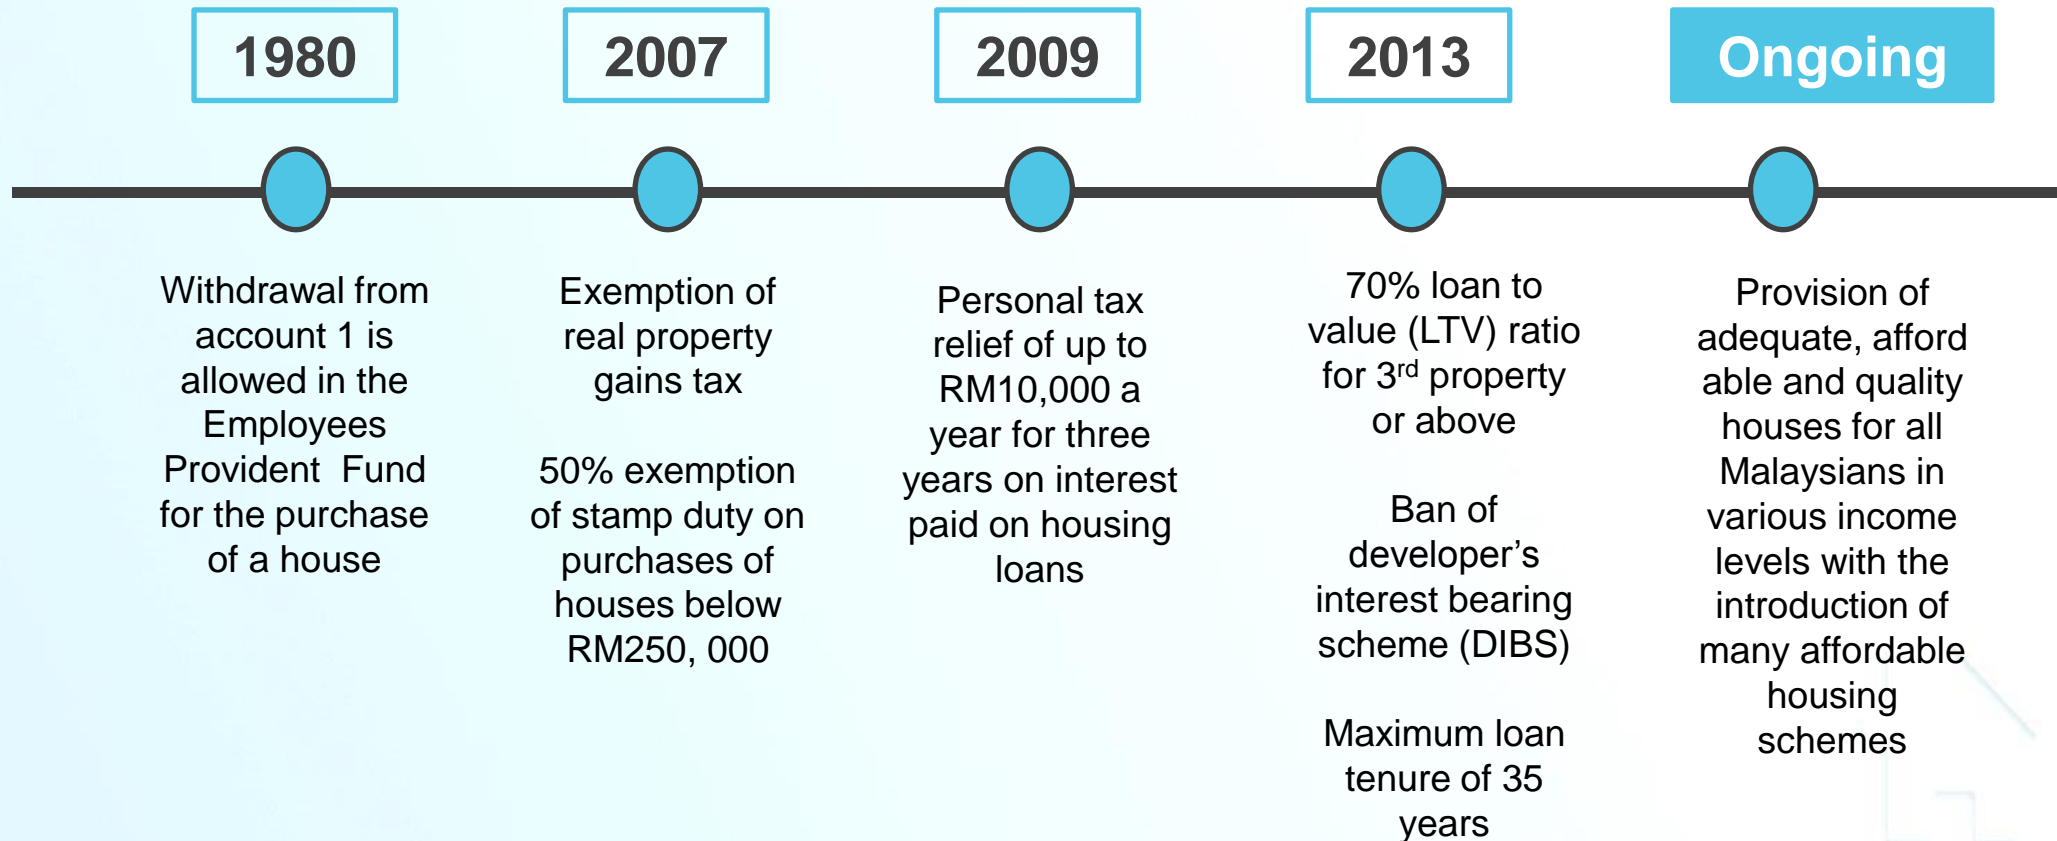 1980
Withdrawal from
account 1 is
allowed in the
Employees
Provident Fund
for the purchase
of a house
2007
Exemption of
real property
gains tax
50% exemption
of stamp duty on
purchases of
houses below
RM250, 000
2009
Personal tax
relief of up to
RM10,000 a
year for three
years on interest
paid on housing
loans
2013
70% loan to
value (LTV) ratio
for 3rd property
or above
Ban of
developer’s
interest bearing
scheme (DIBS)
Maximum loan
tenure of 35
years
Ongoing
Provision of
adequate, afford
able and quality
houses for all
Malaysians in
various income
levels with the
introduction of
many affordable
housing
schemes